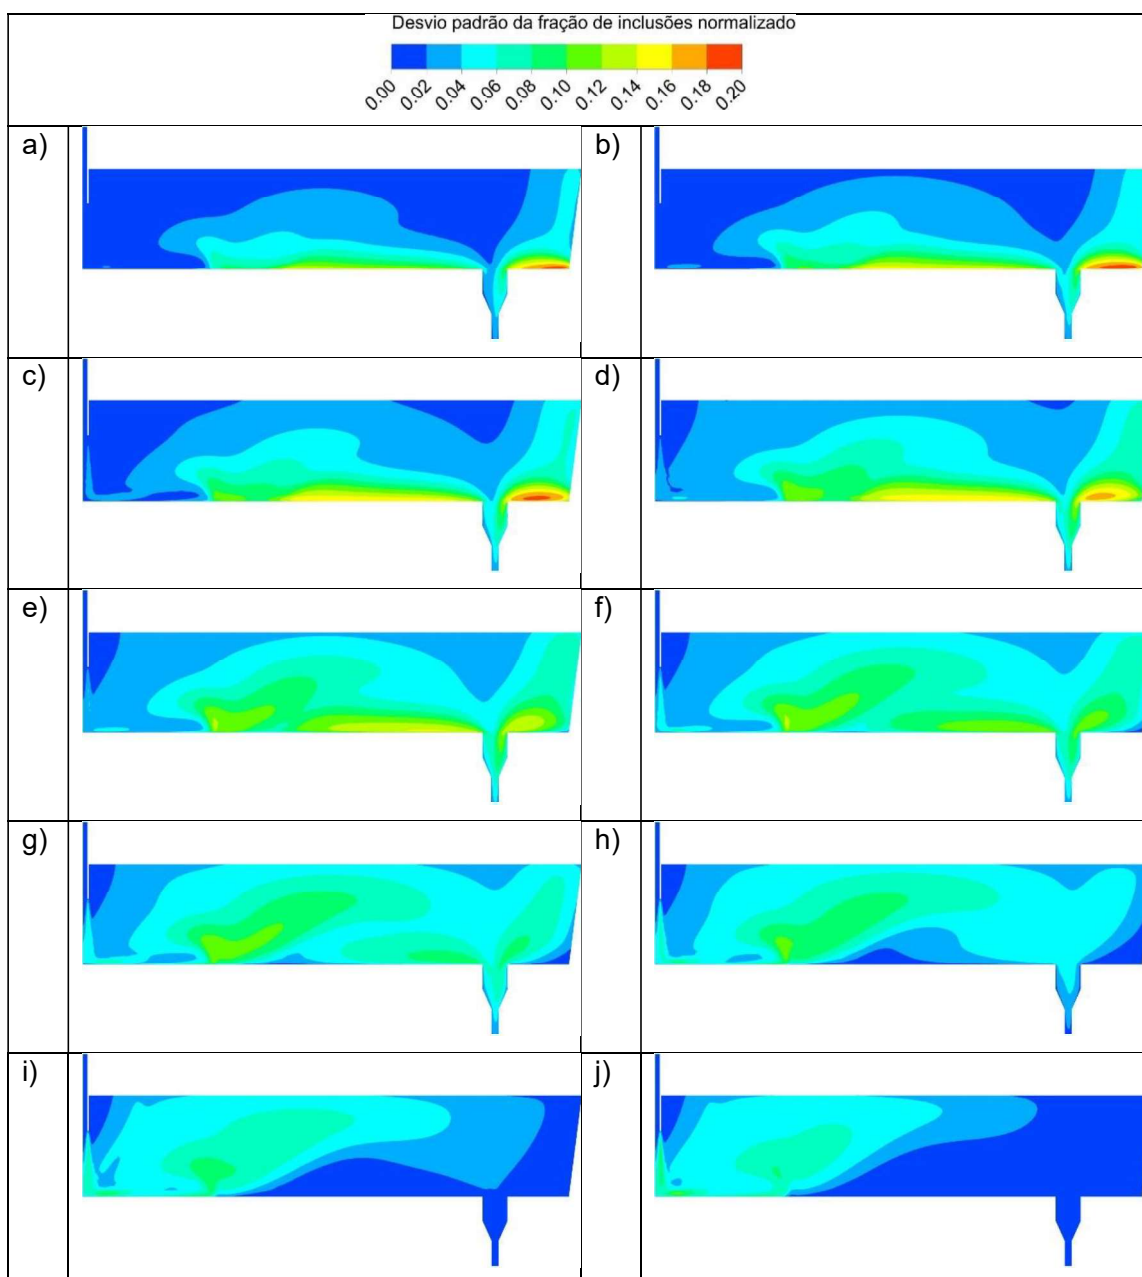 Desvio padrão da fração de inclusões normalizado
0.00 0.02 0.04 0.06 0.08 0.10 0.12 0.14 0.16 0.18 0.20
a) b)
c) d)
e) f)
g) h)
i) j)